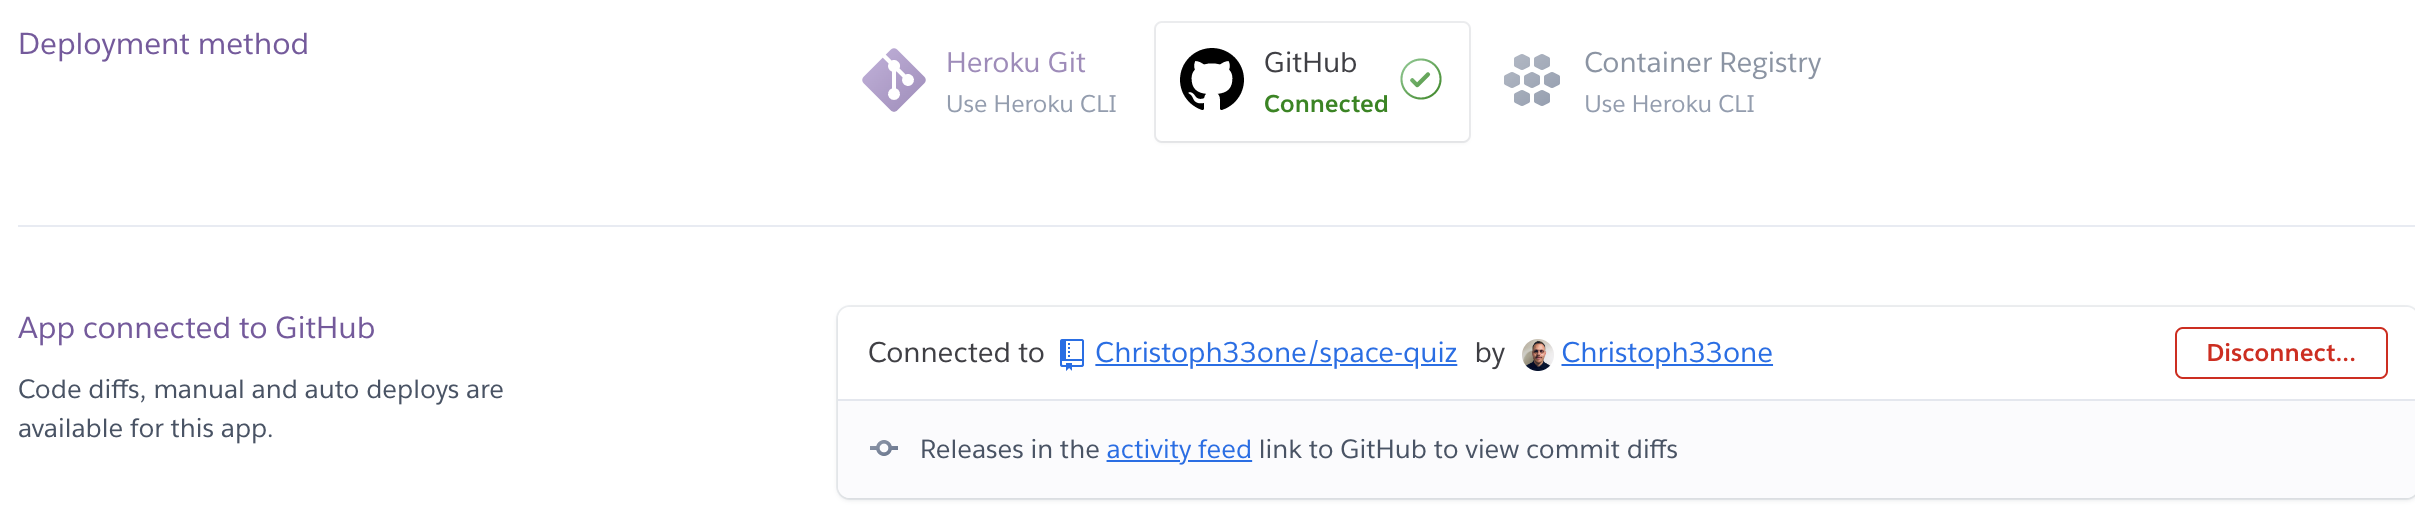 Deployment method
Heroku Git
Use Heroku CLI
GitHub
Connected
Container Registry
Use Heroku CLI
App connected to GitHub
Code diffs, manual and auto deploys are
available for this app.
Connected to Christoph33one/space-quiz by Christoph33one
Disconnect...
Releases in the activity feed link to GitHub to view commit diffs